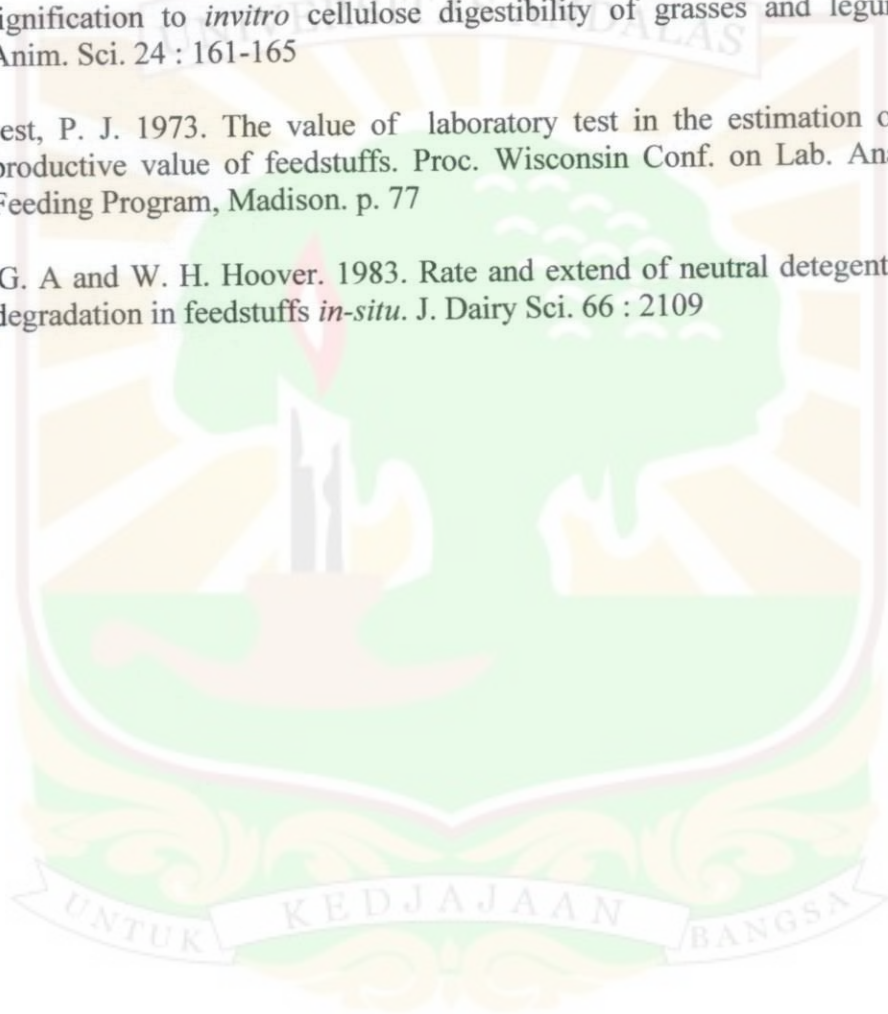 ignification to invitro cellulose digestibility of grasses and legu
Anim. Sci. 24 : 161-165
UNIVERSITAS ANDALAS
est, P. J. 1973. The value of laboratory test in the estimation o
productive value of feedstuffs. Proc. Wisconsin Conf. on Lab. An
Feeding Program, Madison. p. 77
G. A and W. H. Hoover. 1983. Rate and extend of neutral detegent
degradation in feedstuffs in-situ. J. Dairy Sci. 66 : 2109
UNTUK KEDJAJAAN BANGSA